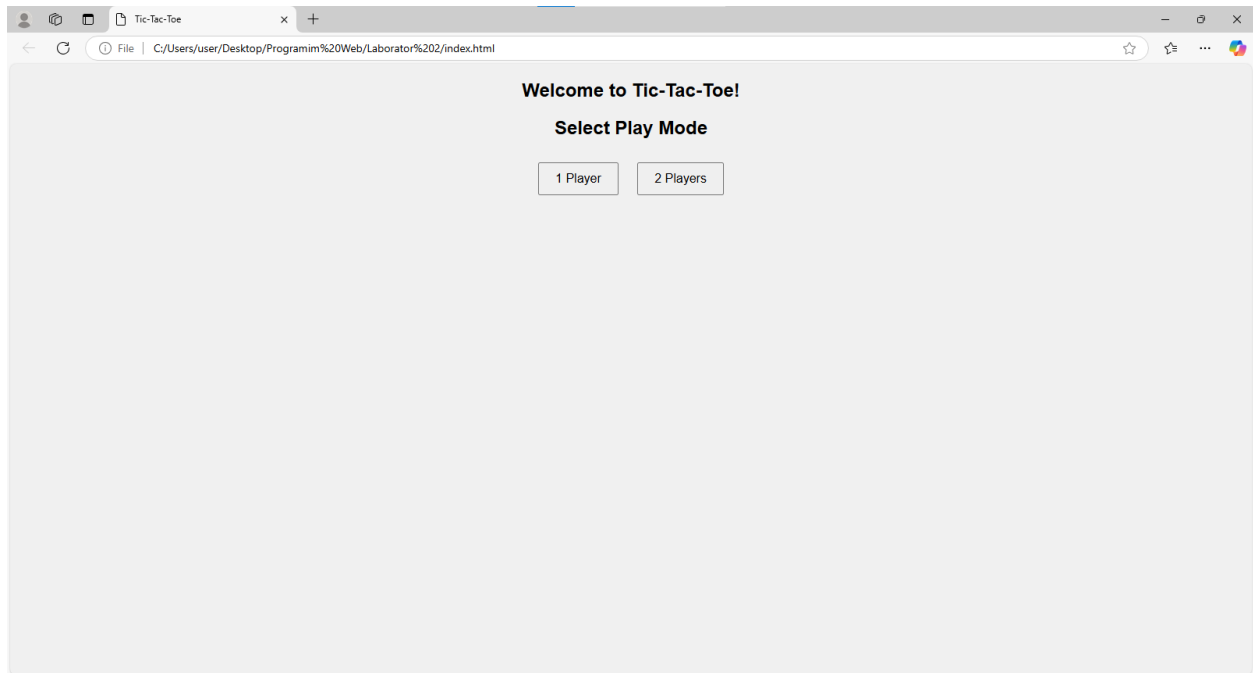 Tic-Tac-Toe
File | C:/Users/user/Desktop/Programim%20Web/Laborator%202/index.html
Welcome to Tic-Tac-Toe!
Select Play Mode
1 Player 2 Players